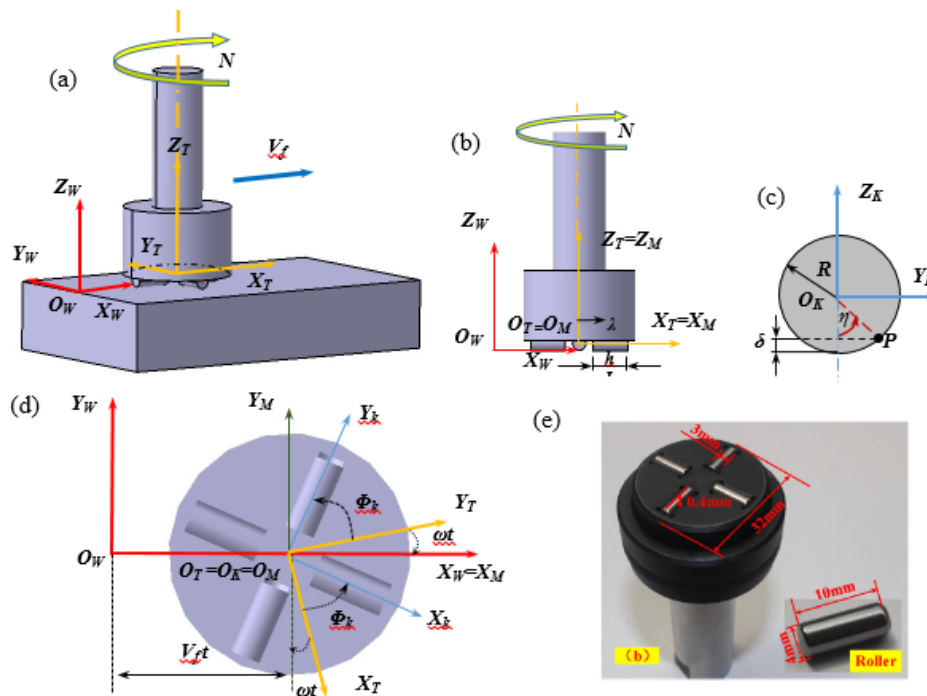 (a)
N
Z_T
V_f
Z_W
Y_W
Y_T
O_W
X_W
X_T
(b)
N
Z_W
Z_T=Z_M
O_T=O_M
λ
X_T=X_M
O_W
X_W
h
(c)
Z_K
R
O_K
η
δ
P
(d)
Y_W
Y_M
Y_k
Φ_k
Y_T
ωt
O_W
O_T=O_K=O_M
X_W=X_M
Φ_k
X_k
V_f t
X_T
ωt
(e)
3mm
0.4mm
32mm
10mm
4mm
(b)
Roller